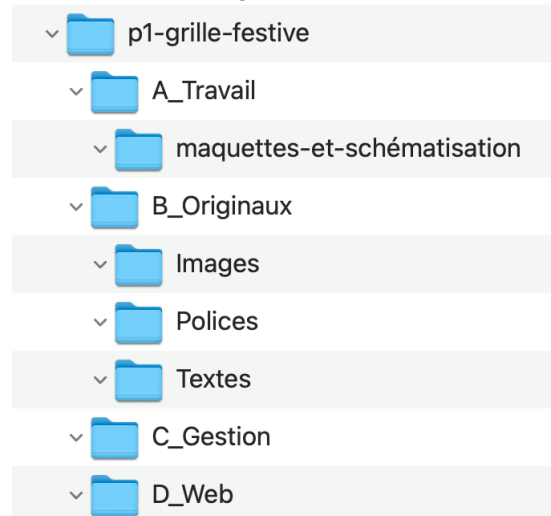 p1-grille-festive
A_Travail
maquettes-et-schématisation
B_Originaux
Images
Polices
Textes
C_Gestion
D_Web